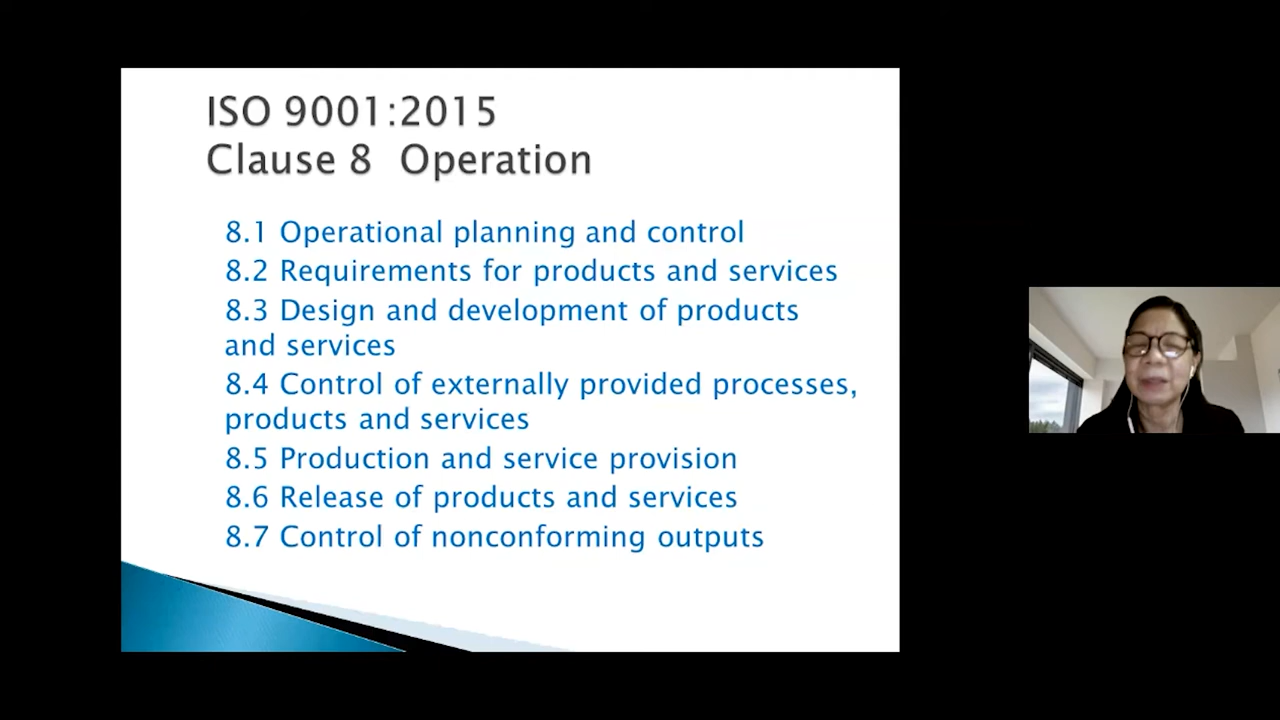 ISO 9001:2015
Clause 8 Operation
8.1 Operational planning and control
8.2 Requirements for products and services
8.3 Design and development of products
and services
8.4 Control of externally provided processes,
products and services
8.5 Production and service provision
8.6 Release of products and services
8.7 Control of nonconforming outputs